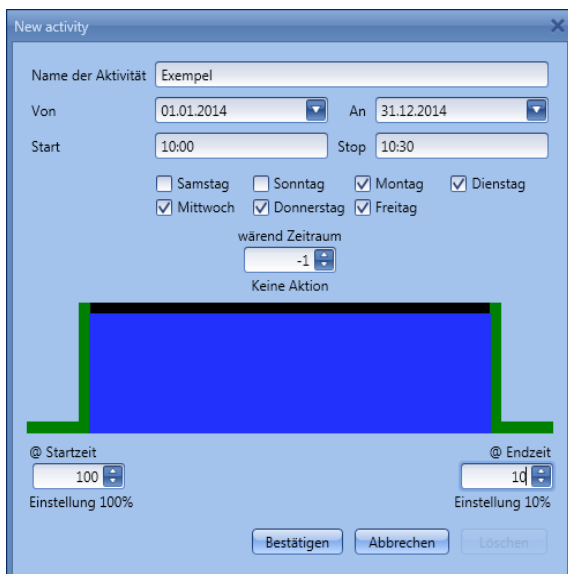 New activity
Name der Aktivität Exempel
Von 01.01.2014 An 31.12.2014
Start 10:00 Stop 10:30
Samstag Sonntag Montag Dienstag
Mittwoch Donnerstag Freitag
wärend Zeitraum
-1
Keine Aktion
@ Startzeit @ Endzeit
100 10
Einstellung 100% Einstellung 10%
Bestätigen Abbrechen Löschen